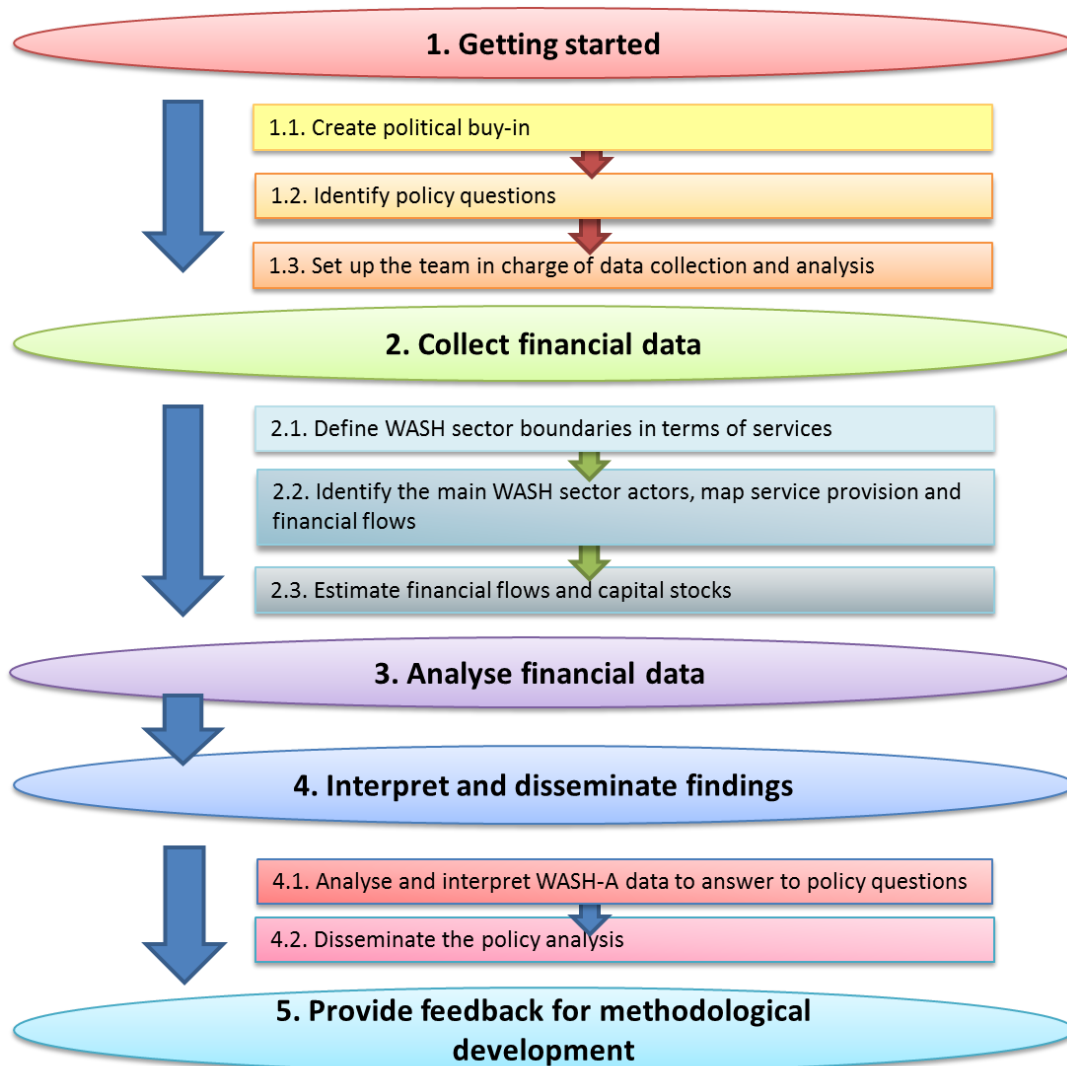 1. Getting started
1.1. Create political buy-in
1.2. Identify policy questions
1.3. Set up the team in charge of data collection and analysis
2. Collect financial data
2.1. Define WASH sector boundaries in terms of services
2.2. Identify the main WASH sector actors, map service provision and
financial flows
2.3. Estimate financial flows and capital stocks
3. Analyse financial data
4. Interpret and disseminate findings
4.1. Analyse and interpret WASH-A data to answer to policy questions
4.2. Disseminate the policy analysis
5. Provide feedback for methodological
development